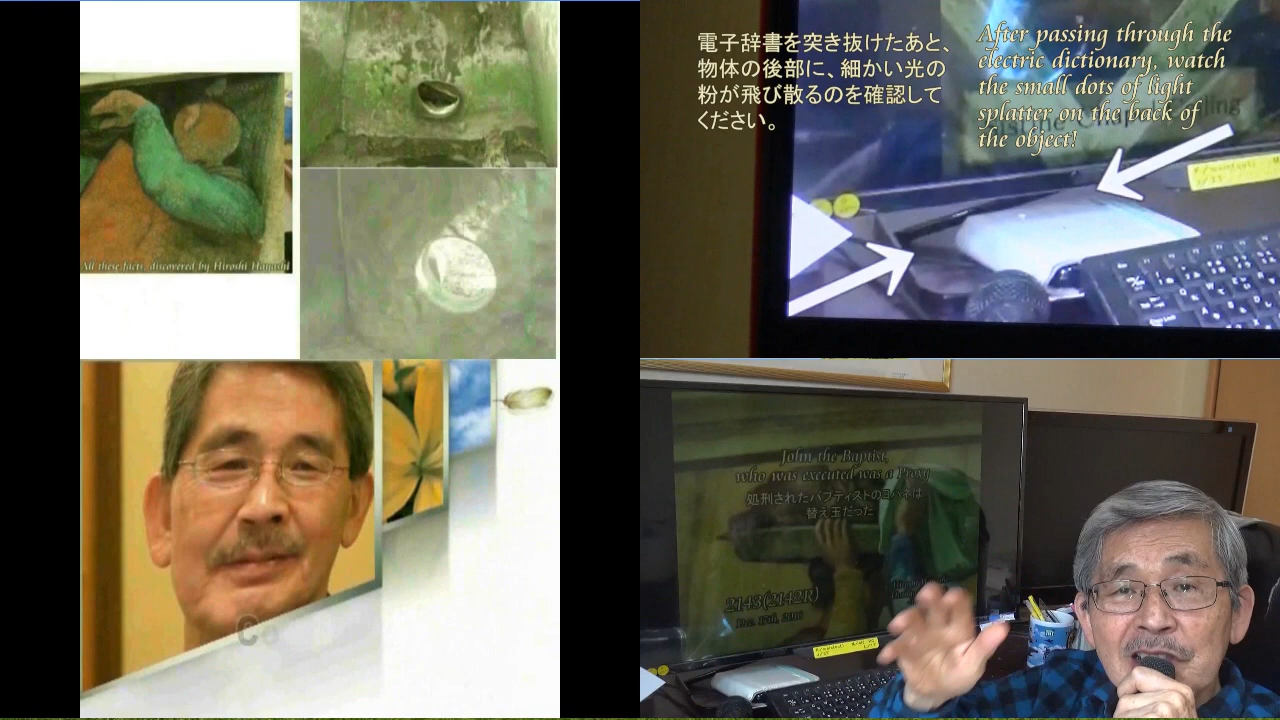 All these facts, discovered by Hiroshi Hayashi
電子辞書を突き抜けたあと、
物体の後部に、細かい光の
粉が飛び散るのを確認して
ください。
After passing through the
electric dictionary, watch
the small dots of light
splatter on the back of
the object!
Co
John the Baptist,
who was executed was a Proxy
処刑されたバプティストのヨハネは
替え玉だった
2143(2142R)
Dec. 17th, 2016